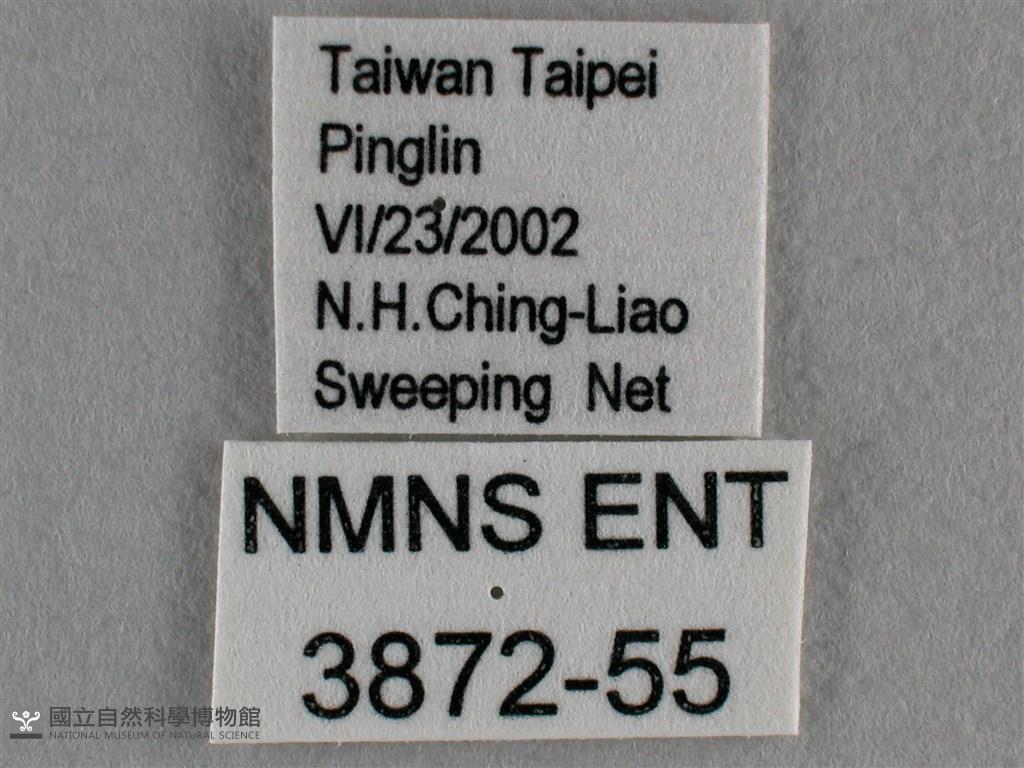 Taiwan Taipei
Pinglin
VI/23/2002
N.H.Ching-Liao
Sweeping Net
NMNS ENT
3872-55
國立自然科學博物館
NATIONAL MUSEUM OF NATURAL SCIENCE